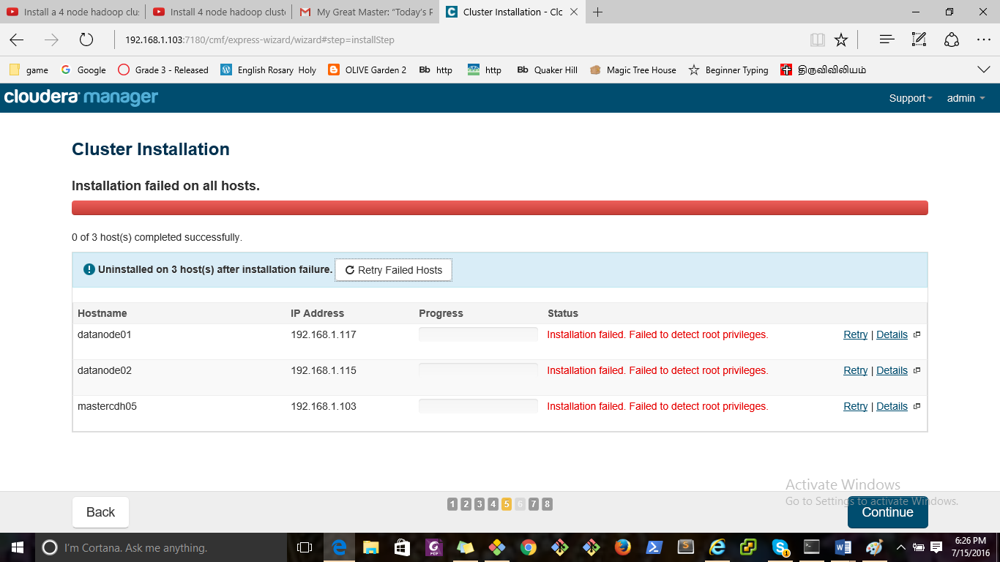 Install a 4 node hadoop clus
Install 4 node hadoop cluste
My Great Master: “Today's F
Cluster Installation - Clo
192.168.1.103:7180/cmf/express-wizard/wizard#step=installStep
game
Google
Grade 3 - Released
English Rosary Holy
OLIVE Garden 2
Bb http
http
Bb Quaker Hill
Magic Tree House
Beginner Typing
திருவிவிலியம்
cloudera manager
Support
admin
Cluster Installation
Installation failed on all hosts.
0 of 3 host(s) completed successfully.
Uninstalled on 3 host(s) after installation failure. Retry Failed Hosts
Hostname IP Address Progress Status
datanode01 192.168.1.117 Installation failed. Failed to detect root privileges. Retry | Details
datanode02 192.168.1.115 Installation failed. Failed to detect root privileges. Retry | Details
mastercdh05 192.168.1.103 Installation failed. Failed to detect root privileges. Retry | Details
Activate Windows
Go to Settings to activate Windows.
Back
1 2 3 4 5 6 7 8
Continue
I'm Cortana. Ask me anything.
6:26 PM
7/15/2016